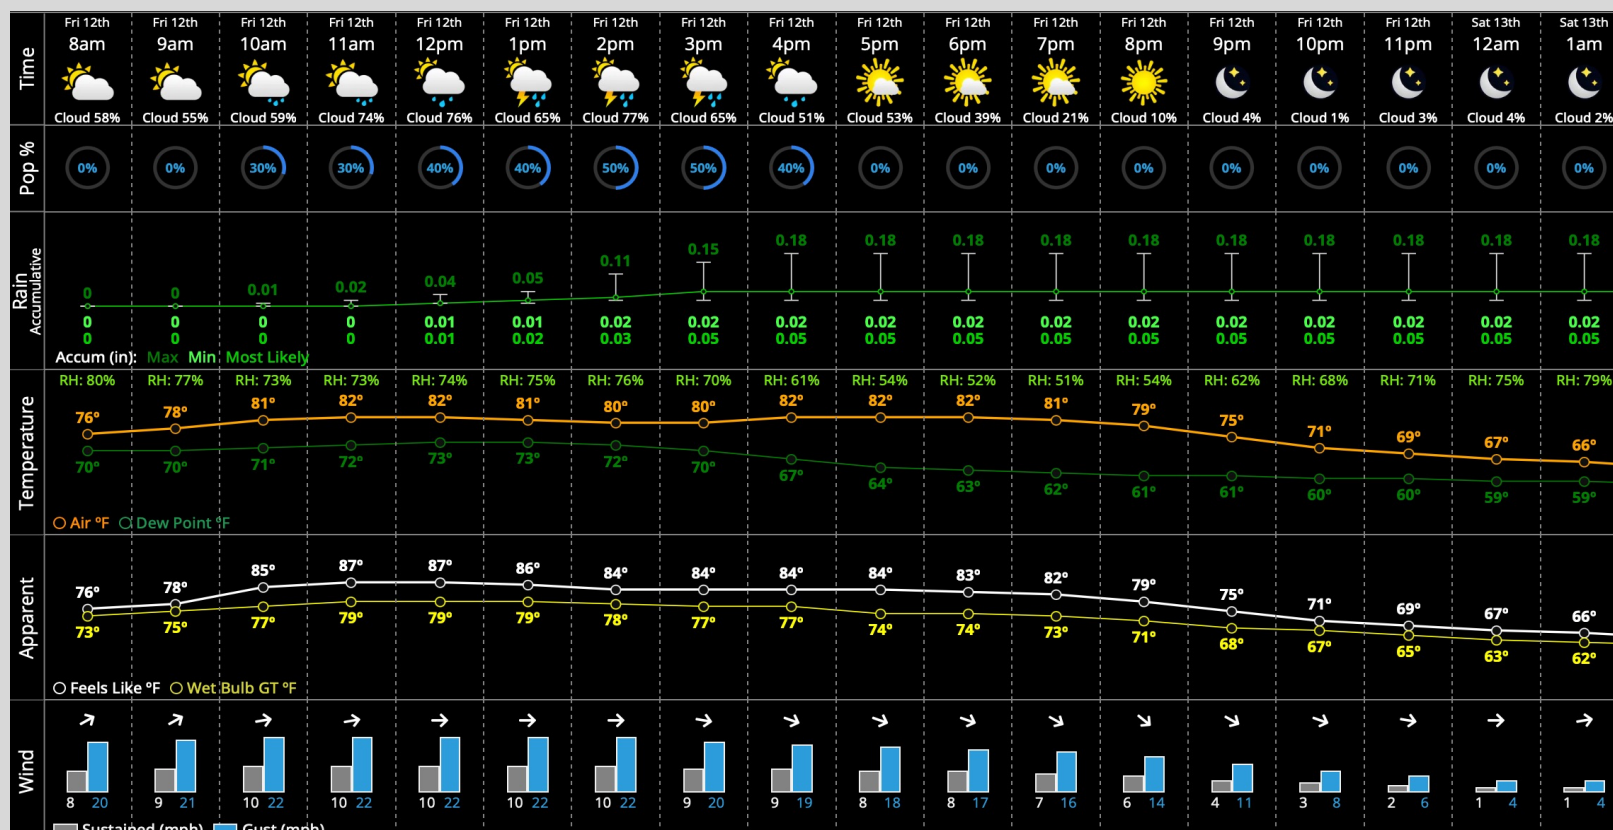 Fri 12th Fri 12th Fri 12th Fri 12th Fri 12th Fri 12th Fri 12th Fri 12th Fri 12th Fri 12th Fri 12th Fri 12th Fri 12th Fri 12th Fri 12th Fri 12th Sat 13th Sat 13th
Time
8am 9am 10am 11am 12pm 1pm 2pm 3pm 4pm 5pm 6pm 7pm 8pm 9pm 10pm 11pm 12am 1am
Cloud 58% Cloud 55% Cloud 59% Cloud 74% Cloud 76% Cloud 65% Cloud 77% Cloud 65% Cloud 51% Cloud 53% Cloud 39% Cloud 21% Cloud 10% Cloud 4% Cloud 1% Cloud 3% Cloud 4% Cloud 2%
Pop %
0% 0% 30% 30% 40% 40% 50% 50% 40% 0% 0% 0% 0% 0% 0% 0% 0% 0%
Rain
Accumulative
0 0 0.01 0.02 0.04 0.05 0.11 0.15 0.18 0.18 0.18 0.18 0.18 0.18 0.18 0.18 0.18 0.18
0 0 0 0 0.01 0.01 0.02 0.02 0.02 0.02 0.02 0.02 0.02 0.02 0.02 0.02 0.02 0.02
0 0 0 0 0.01 0.02 0.03 0.05 0.05 0.05 0.05 0.05 0.05 0.05 0.05 0.05 0.05 0.05
Accum (in): Max Min Most Likely
Temperature
RH: 80% RH: 77% RH: 73% RH: 73% RH: 74% RH: 75% RH: 76% RH: 70% RH: 61% RH: 54% RH: 52% RH: 51% RH: 54% RH: 62% RH: 68% RH: 71% RH: 75% RH: 79%
76° 78° 81° 82° 82° 81° 80° 80° 82° 82° 82° 81° 79° 75° 71° 69° 67° 66°
70° 70° 71° 72° 73° 73° 72° 70° 67° 64° 63° 62° 61° 61° 60° 60° 59° 59°
Air ºF Dew Point ºF
Apparent
76° 78° 85° 87° 87° 86° 84° 84° 84° 84° 83° 82° 79° 75° 71° 69° 67° 66°
73° 75° 77° 79° 79° 79° 78° 77° 77° 74° 74° 73° 71° 68° 67° 65° 63° 62°
Feels Like ºF Wet Bulb GT ºF
Wind
8 20 9 21 10 22 10 22 10 22 10 22 10 22 9 20 9 19 8 18 8 17 7 16 6 14 4 11 3 8 2 6 1 4 1 4
Sustained (mph) Gust (mph)